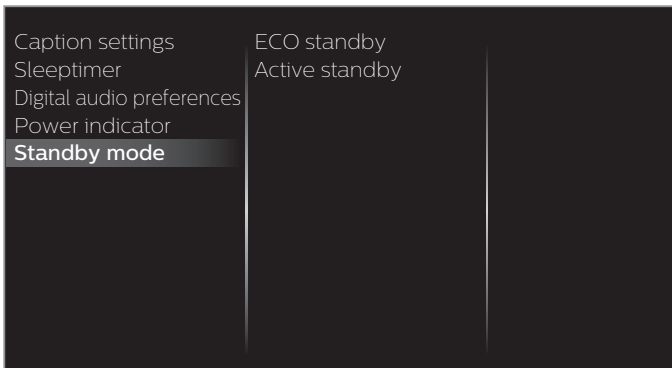 Caption settings
Sleeptimer
Digital audio preferences
Power indicator
Standby mode
ECO standby
Active standby